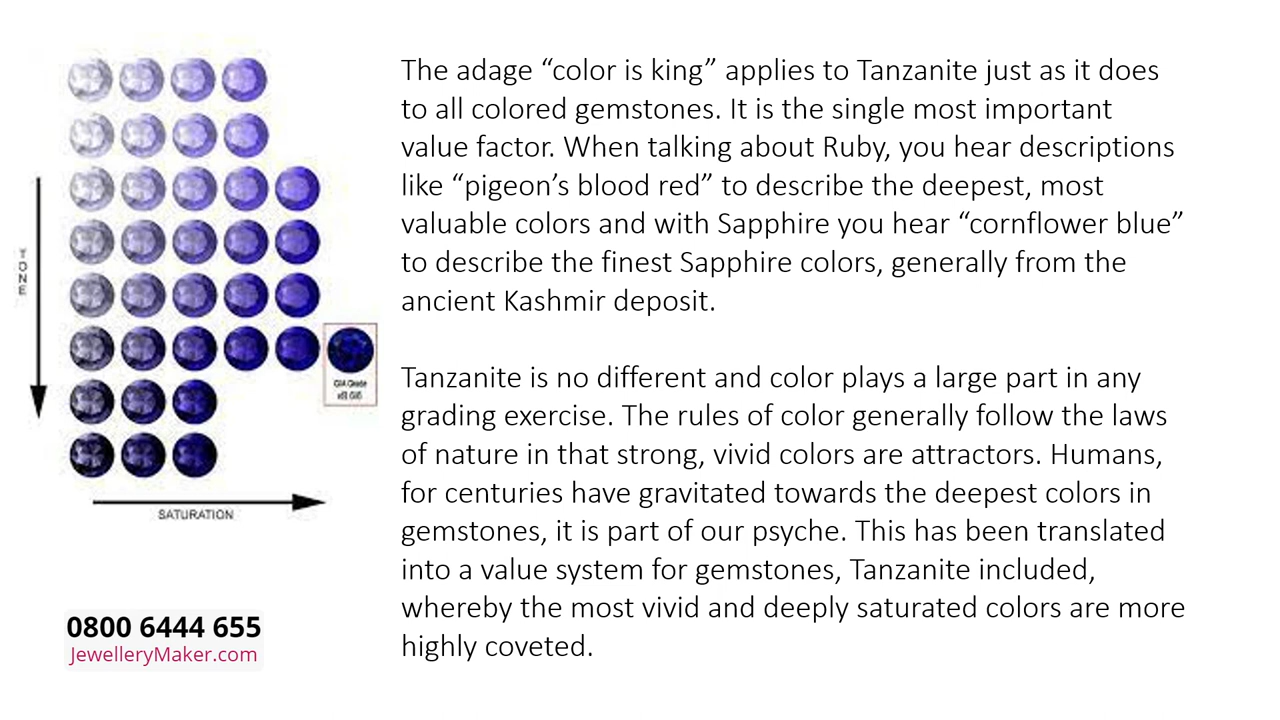 The adage “color is king” applies to Tanzanite just as it does
to all colored gemstones. It is the single most important
value factor. When talking about Ruby, you hear descriptions
like “pigeon’s blood red” to describe the deepest, most
valuable colors and with Sapphire you hear “cornflower blue”
to describe the finest Sapphire colors, generally from the
ancient Kashmir deposit.
Tanzanite is no different and color plays a large part in any
grading exercise. The rules of color generally follow the laws
of nature in that strong, vivid colors are attractors. Humans,
for centuries have gravitated towards the deepest colors in
gemstones, it is part of our psyche. This has been translated
into a value system for gemstones, Tanzanite included,
whereby the most vivid and deeply saturated colors are more
highly coveted.
TONE
GIA Grade
SATURATION
0800 6444 655
JewelleryMaker.com